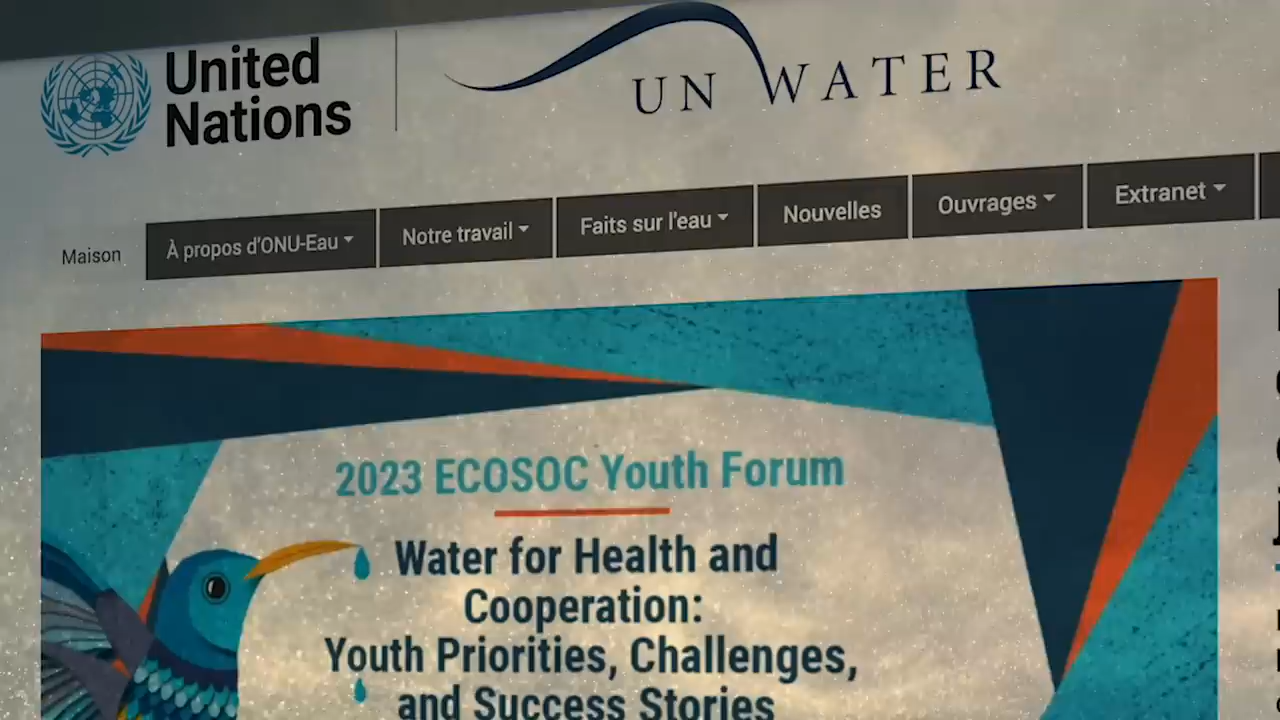 United
Nations
UN WATER
Maison
À propos d'ONU-Eau
Notre travail
Faits sur l'eau
Nouvelles
Ouvrages
Extranet
2023 ECOSOC Youth Forum
Water for Health and
Cooperation:
Youth Priorities, Challenges,
and Success Stories